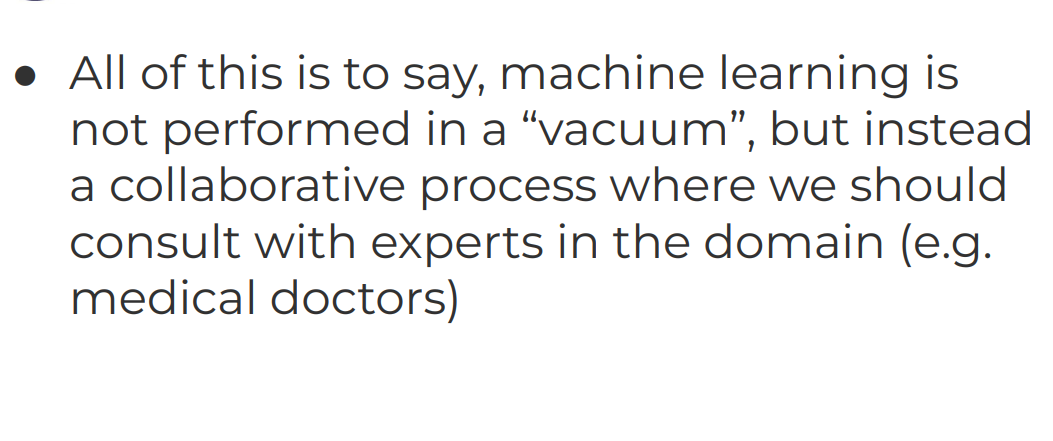 ● All of this is to say, machine learning is
not performed in a “vacuum”, but instead
a collaborative process where we should
consult with experts in the domain (e.g.
medical doctors)